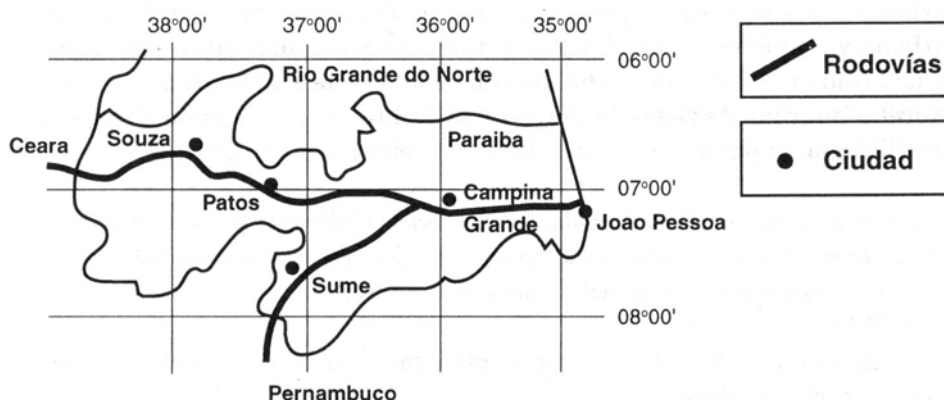 38°00' 37°00' 36°00' 35°00'
06°00'
Rio Grande do Norte
Rodovías
Souza
Paraiba
Ceara
Ciudad
07°00'
Patos
Campina
Grande
Joao Pessoa
Sume
08°00'
Pernambuco